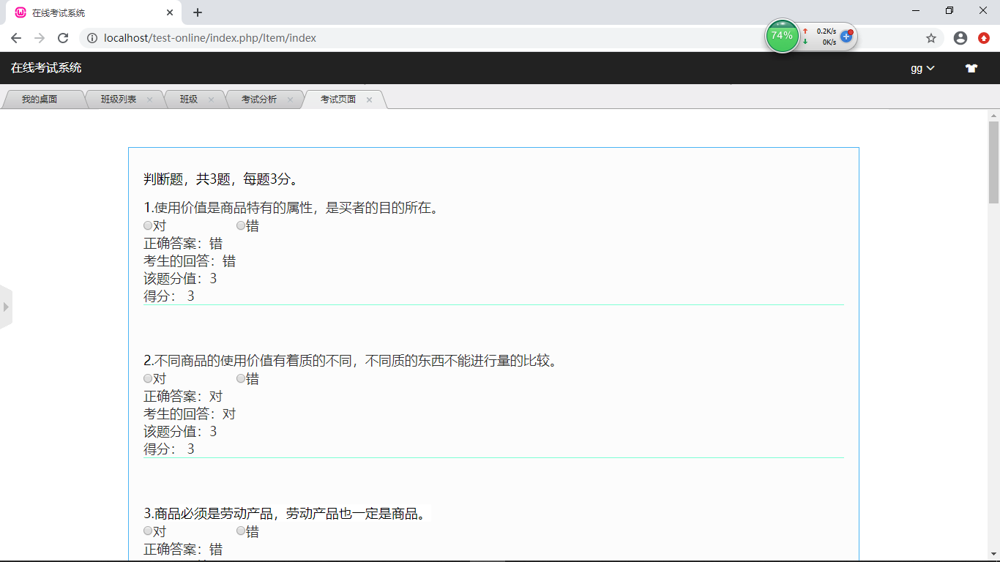 在线考试系统
localhost/test-online/index.php/Item/index
74%
0.2K/s
0K/s
在线考试系统
gg
我的桌面 班级列表 班级 考试分析 考试页面
判断题，共3题，每题3分。
1.使用价值是商品特有的属性，是买者的目的所在。
对 错
正确答案：错
考生的回答：错
该题分值：3
得分： 3
2.不同商品的使用价值有着质的不同，不同质的东西不能进行量的比较。
对 错
正确答案：对
考生的回答：对
该题分值：3
得分： 3
3.商品必须是劳动产品，劳动产品也一定是商品。
对 错
正确答案：错